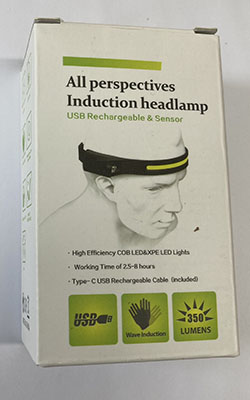 All perspectives
Induction headlamp
USB Rechargeable & Sensor
· High Efficiency COB LED&XPE LED Lights
· Working Time of 2.5-8 hours
· Type-C USB Rechargeable Cable (included)
USB
Wave Induction
350
LUMENS